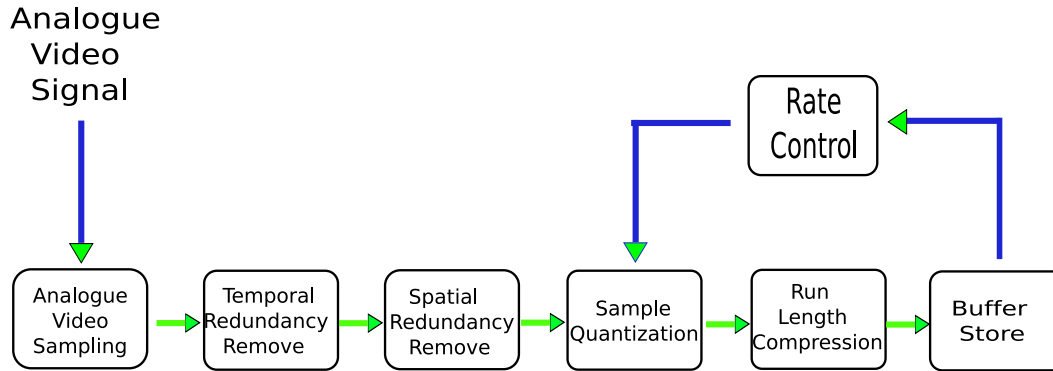 Analogue
Video
Signal
Rate
Control
Analogue
Video
Sampling
Temporal
Redundancy
Remove
Spatial
Redundancy
Remove
Sample
Quantization
Run
Length
Compression
Buffer
Store